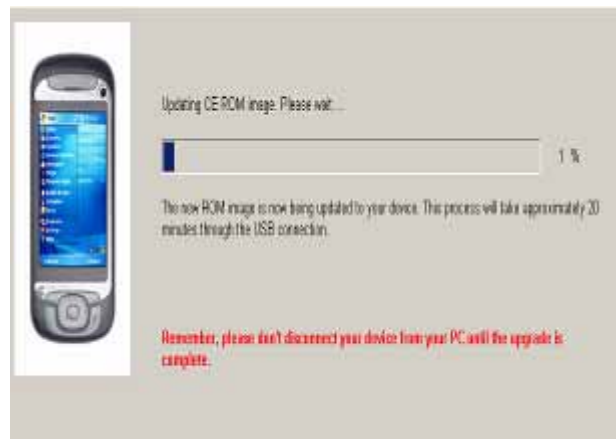 Updating CE ROM image. Please wait....
1 %
The new ROM image is now being updated to your device. This process will take approximately 20
minutes through the USB connection.
Remember, please don't disconnect your device from your PC until the upgrade is
complete.